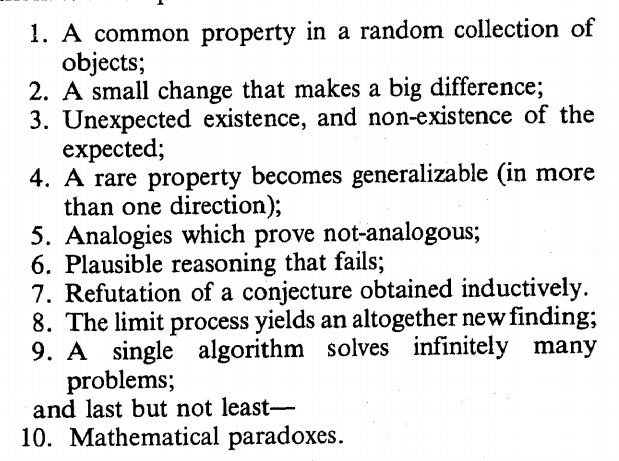 1. A common property in a random collection of
objects;
2. A small change that makes a big difference;
3. Unexpected existence, and non-existence of the
expected;
4. A rare property becomes generalizable (in more
than one direction);
5. Analogies which prove not-analogous;
6. Plausible reasoning that fails;
7. Refutation of a conjecture obtained inductively.
8. The limit process yields an altogether new finding;
9. A single algorithm solves infinitely many
problems;
and last but not least—
10. Mathematical paradoxes.